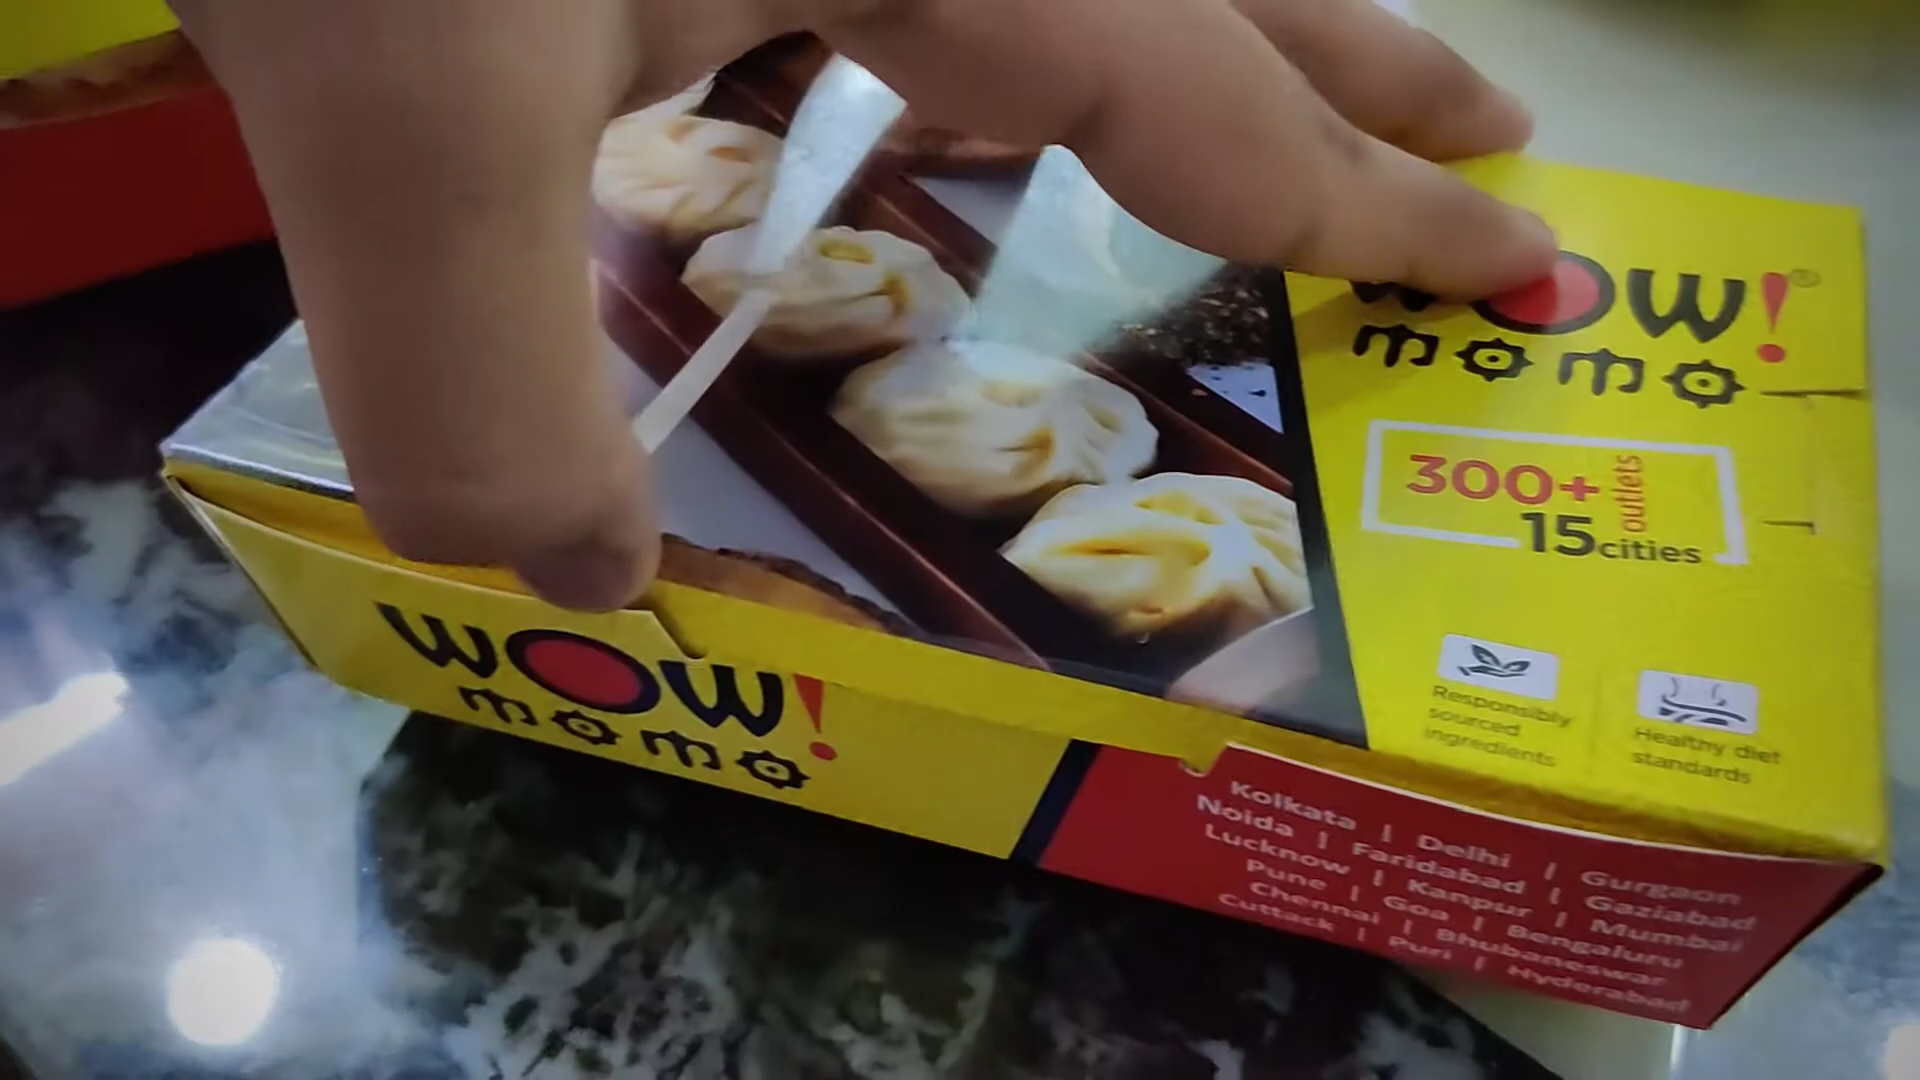 wow!®
momo
300+ outlets
15cities
Responsibly
sourced
ingredients
Healthy diet
standards
wow!
momo
Kolkata | Delhi | Gurgaon
Noida | Faridabad | Gaziabad
Lucknow | Kanpur | Mumbai
Pune | Goa | Bengaluru
Chennai | Bhubaneswar
Cuttack | Puri | Hyderabad